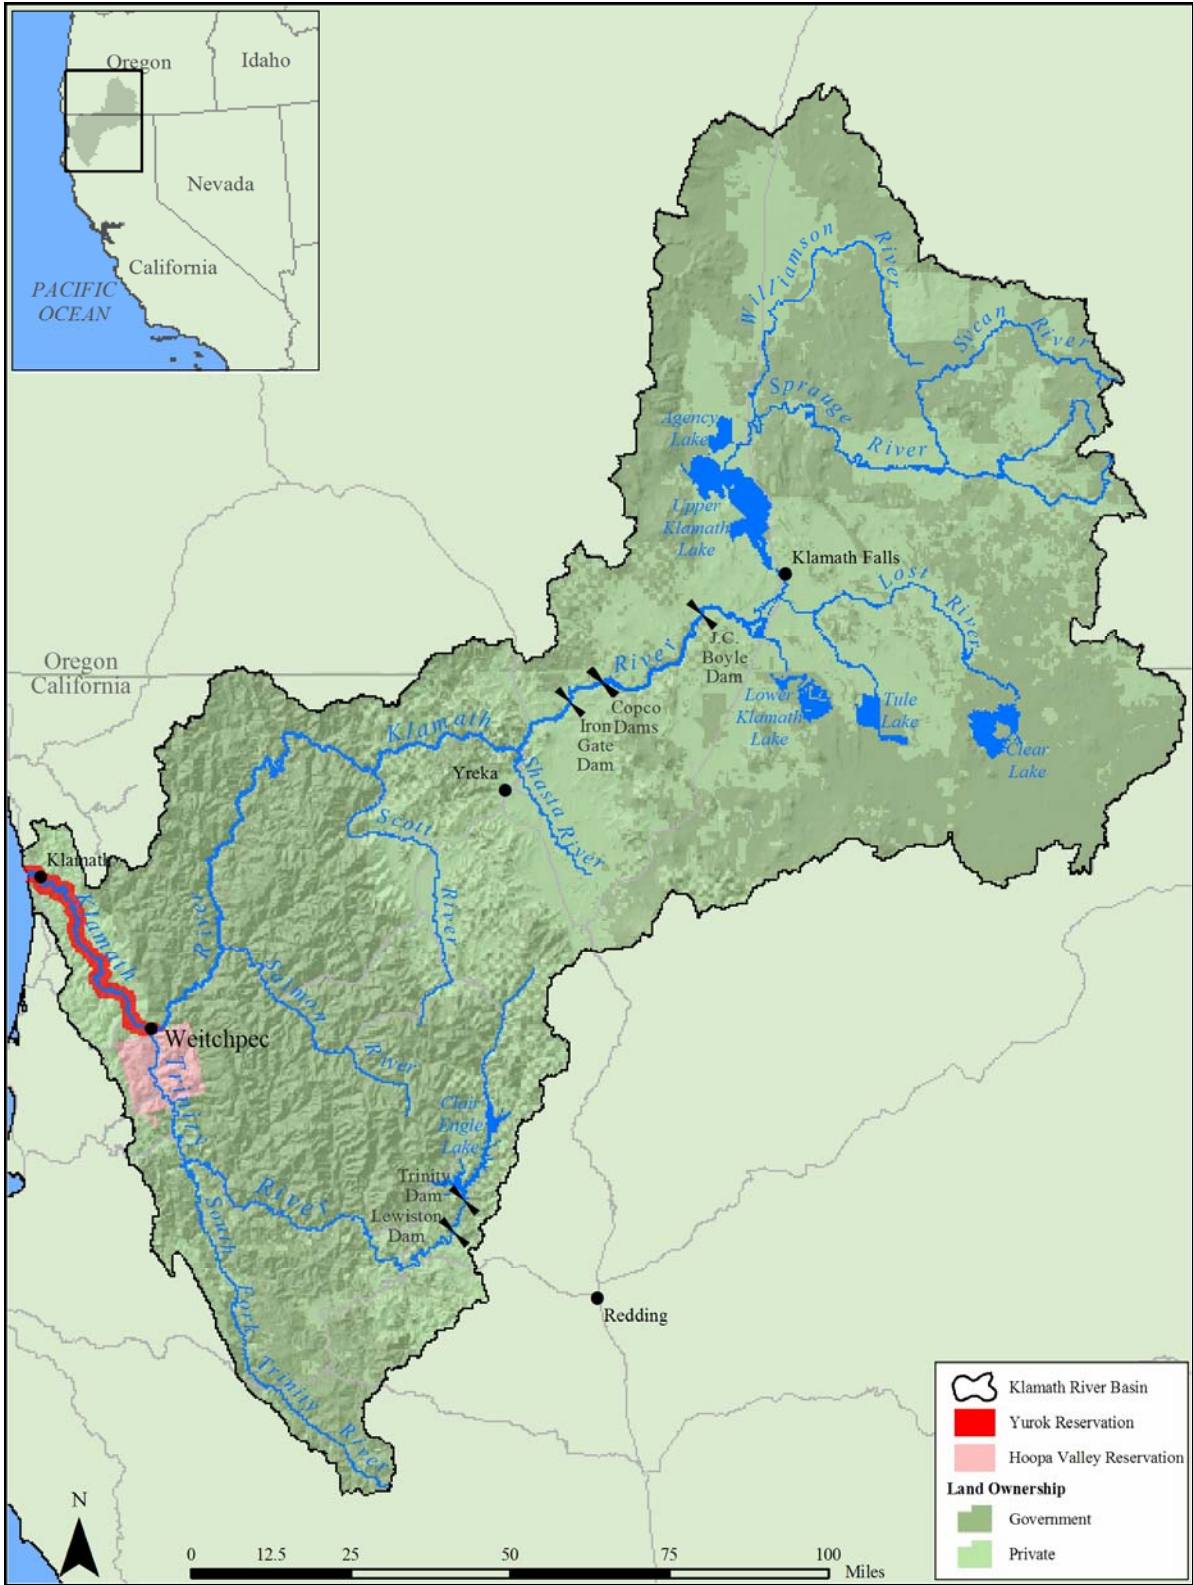 Oregon
Idaho
Nevada
California
PACIFIC
OCEAN
Williamson
River
Sycan
River
Sprauge
River
Agency
Lake
Upper
Klamath
Lake
Klamath Falls
Lost
River
J.C.
Boyle
Dam
Oregon
California
River
Copco
Dams
Iron
Gate
Dam
Lower
Klamath
Lake
Tule
Lake
Clear
Lake
Klamath
Yreka
Shasta River
Scott
River
Klamath
Klamath
River
Salmon
River
Weitchpec
Trinity
River
Clair
Engle
Lake
Trinity
Dam
Lewiston
Dam
South
Fork
Trinity
River
Redding
Klamath River Basin
Yurok Reservation
Hoopa Valley Reservation
Land Ownership
Government
Private
N
0 12.5 25 50 75 100
Miles